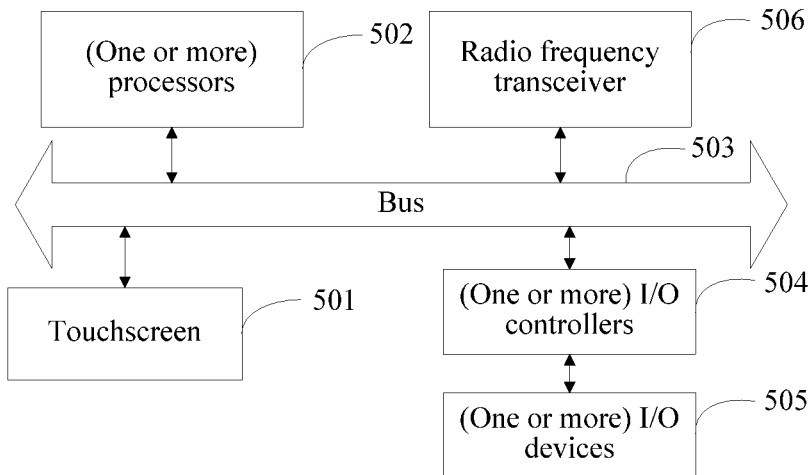 (One or more)
processors
502
Radio frequency
transceiver
506
503
Bus
Touchscreen
501
(One or more) I/O
controllers
504
(One or more) I/O
devices
505